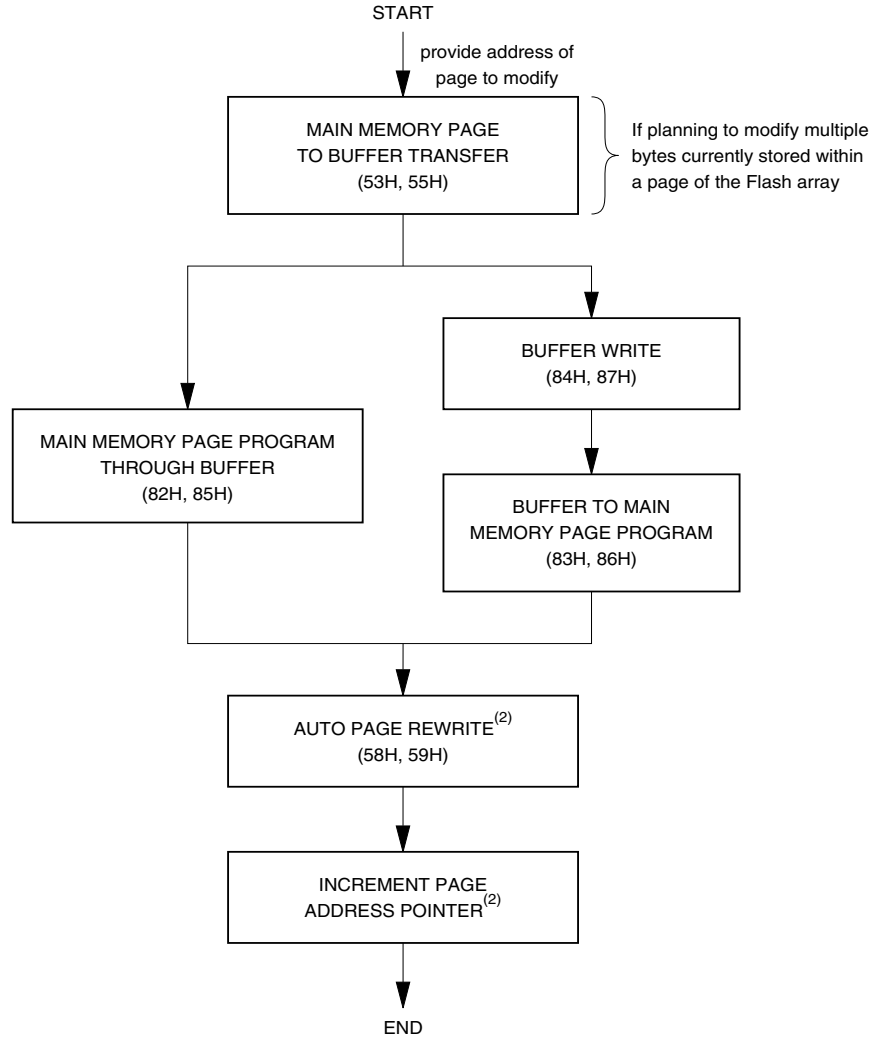 START
provide address of
page to modify
MAIN MEMORY PAGE
TO BUFFER TRANSFER
(53H, 55H)
If planning to modify multiple
bytes currently stored within
a page of the Flash array
BUFFER WRITE
(84H, 87H)
MAIN MEMORY PAGE PROGRAM
THROUGH BUFFER
(82H, 85H)
BUFFER TO MAIN
MEMORY PAGE PROGRAM
(83H, 86H)
AUTO PAGE REWRITE(2)
(58H, 59H)
INCREMENT PAGE
ADDRESS POINTER(2)
END